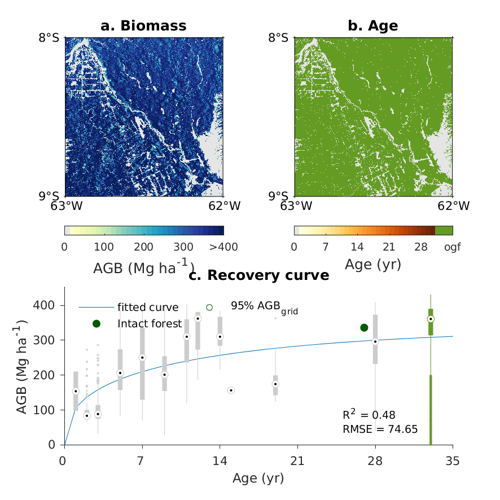 a. Biomass
b. Age
8°S
9°S
63°W
62°W
8°S
9°S
63°W
62°W
0 100 200 300 >400
AGB (Mg ha⁻¹)
0 7 14 21 28 ogf
Age (yr)
c. Recovery curve
fitted curve
Intact forest
95% AGBgrid
AGB (Mg ha⁻¹)
400
300
200
100
0
R² = 0.48
RMSE = 74.65
0 7 14 21 28 35
Age (yr)